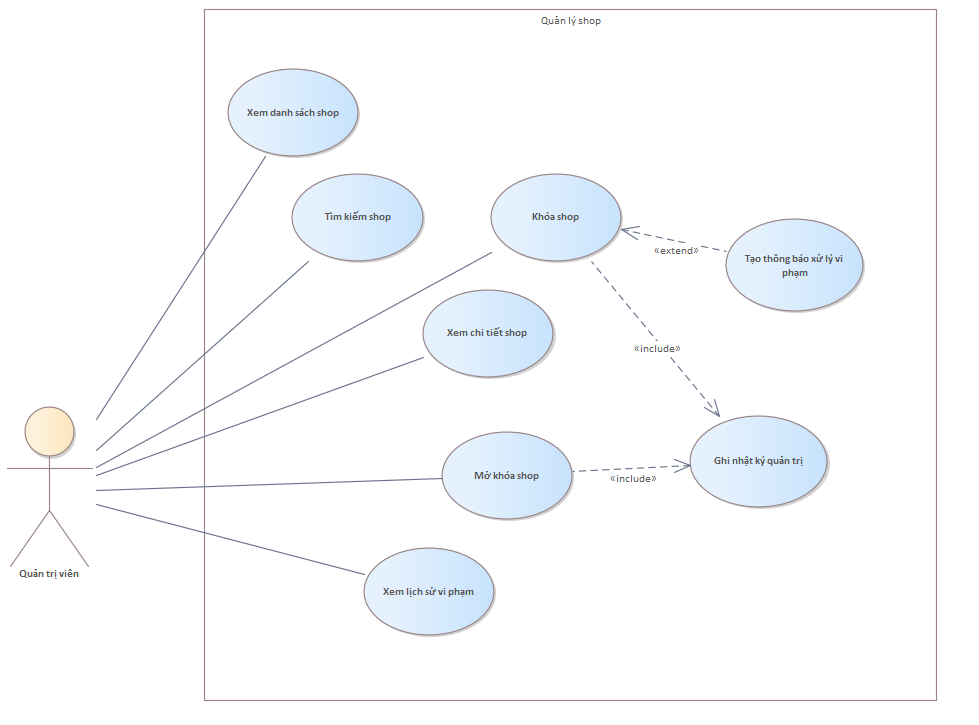 Quản lý shop
Xem danh sách shop
Tìm kiếm shop
Khóa shop
«extend»
Tạo thông báo xử lý vi
phạm
Xem chi tiết shop
«include»
Mở khóa shop
«include»
Ghi nhật ký quản trị
Quản trị viên
Xem lịch sử vi phạm